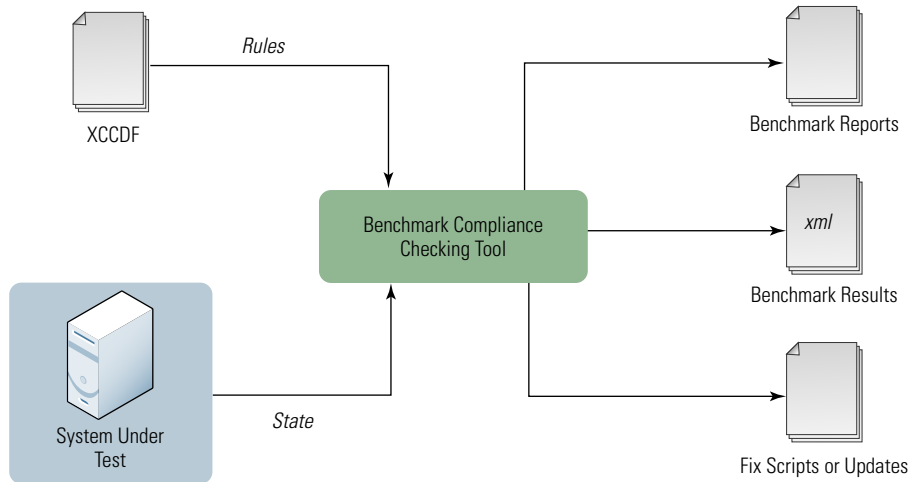 Rules
XCCDF
Benchmark Reports
Benchmark Compliance
Checking Tool
xml
Benchmark Results
System Under
Test
State
Fix Scripts or Updates